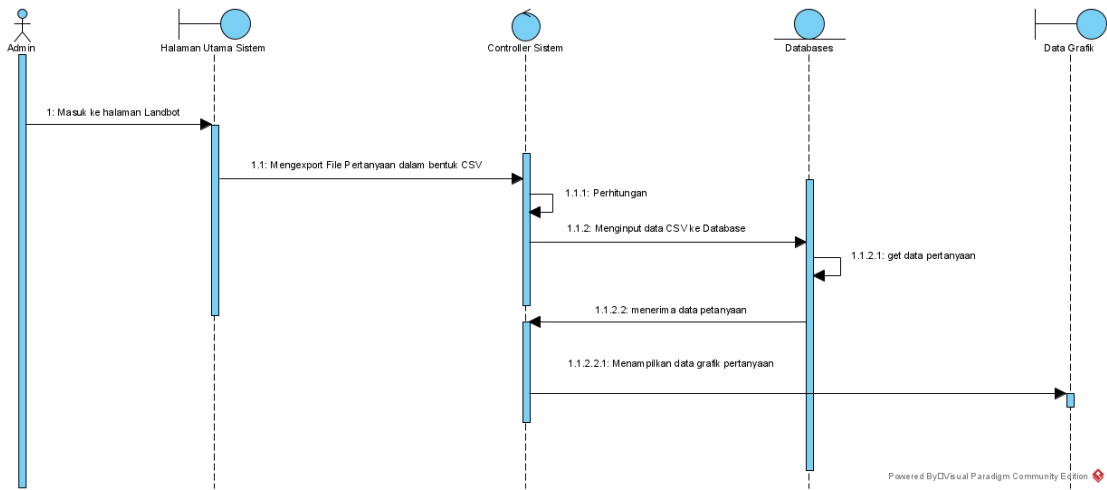 Admin
Halaman Utama Sistem
Controller Sistem
Databases
Data Grafik
1: Masuk ke halaman Landbot
1.1: Mengexport File Pertanyaan dalam bentuk CSV
1.1.1: Perhitungan
1.1.2: Menginput data CSV ke Database
1.1.2.1: get data pertanyaan
1.1.2.2: menerima data petanyaan
1.1.2.2.1: Menampilkan data grafik pertanyaan
Powered By Visual Paradigm Community Edition